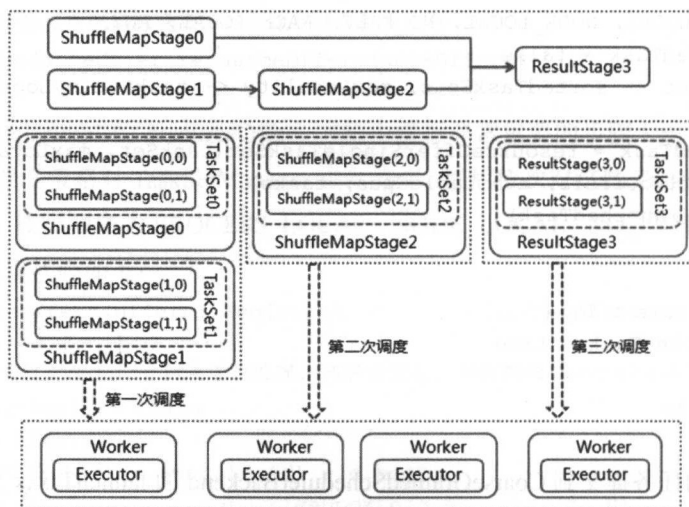 ShuffleMapStage0
ResultStage3
ShuffleMapStage1
ShuffleMapStage2
ShuffleMapStage(0,0)
ShuffleMapStage(0,1)
TaskSet0
ShuffleMapStage0
ShuffleMapStage(1,0)
ShuffleMapStage(1,1)
TaskSet1
ShuffleMapStage1
ShuffleMapStage(2,0)
ShuffleMapStage(2,1)
TaskSet2
ShuffleMapStage2
ResultStage(3,0)
ResultStage(3,1)
TaskSet3
ResultStage3
第一次调度
第二次调度
第三次调度
Worker
Executor
Worker
Executor
Worker
Executor
Worker
Executor